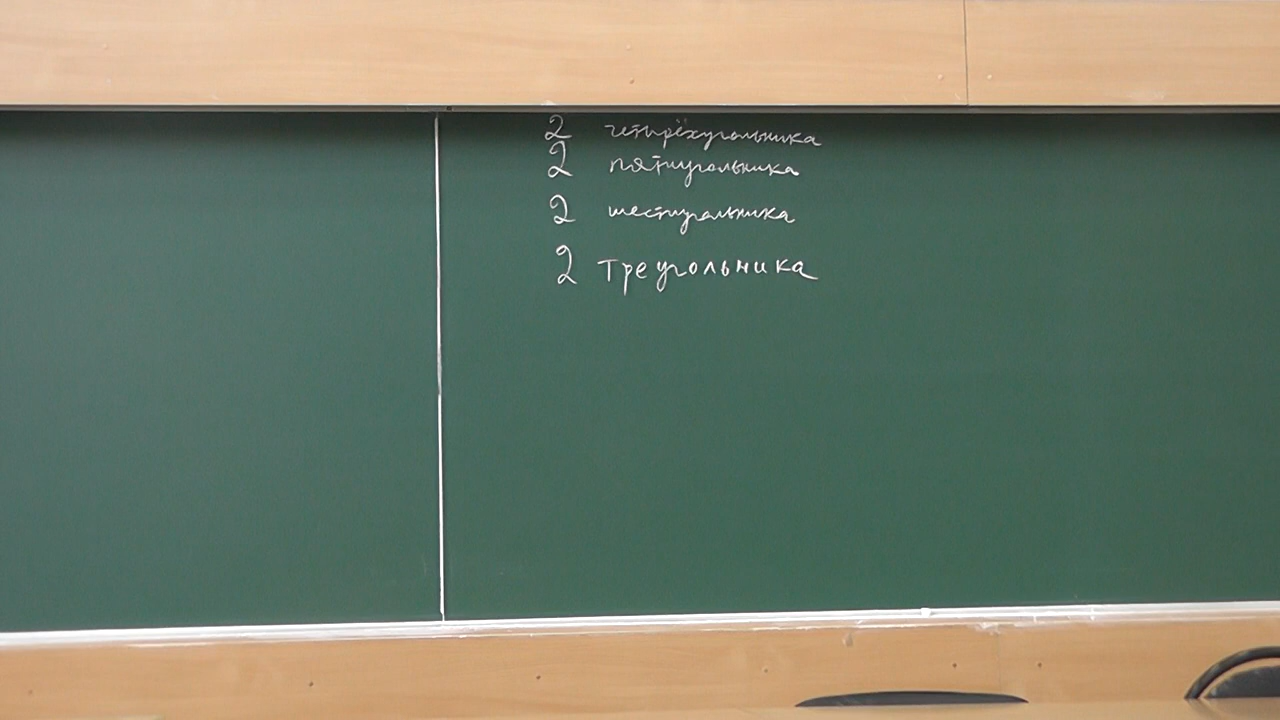 2 четырёхугольника
2 пятиугольника
2 шестиугольника
2 треугольника